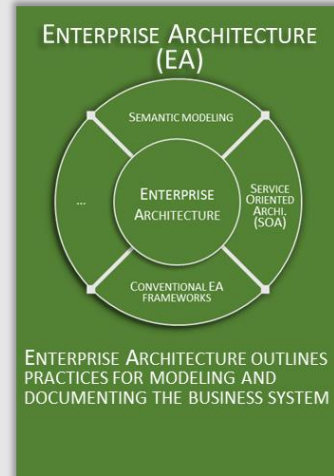 ENTERPRISE ARCHITECTURE
(EA)
SEMANTIC MODELING
...
ENTERPRISE
ARCHITECTURE
SERVICE
ORIENTED
ARCHI.
(SOA)
CONVENTIONAL EA
FRAMEWORKS
ENTERPRISE ARCHITECTURE OUTLINES
PRACTICES FOR MODELING AND
DOCUMENTING THE BUSINESS SYSTEM